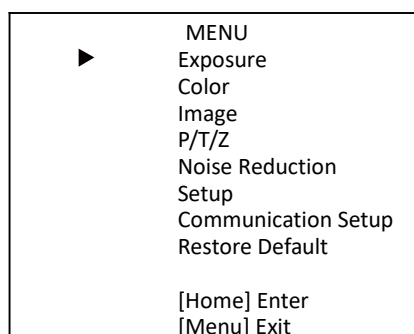 MENU
Exposure
Color
Image
P/T/Z
Noise Reduction
Setup
Communication Setup
Restore Default
[Home] Enter
[Menu] Exit